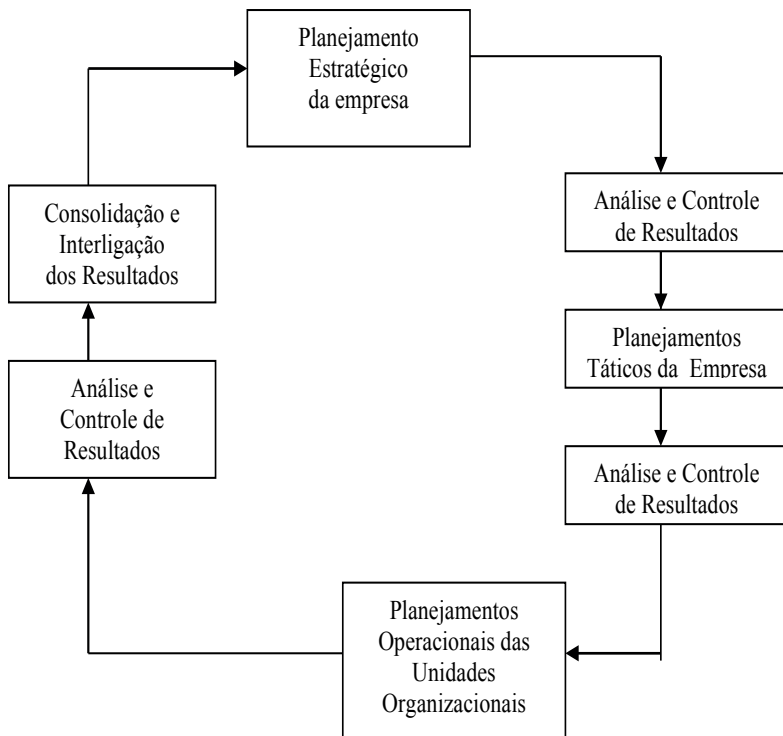 Planejamento
Estratégico
da empresa
Análise e Controle
de Resultados
Planejamentos
Táticos da Empresa
Análise e Controle
de Resultados
Planejamentos
Operacionais das
Unidades
Organizacionais
Análise e
Controle de
Resultados
Consolidação e
Interligação
dos Resultados